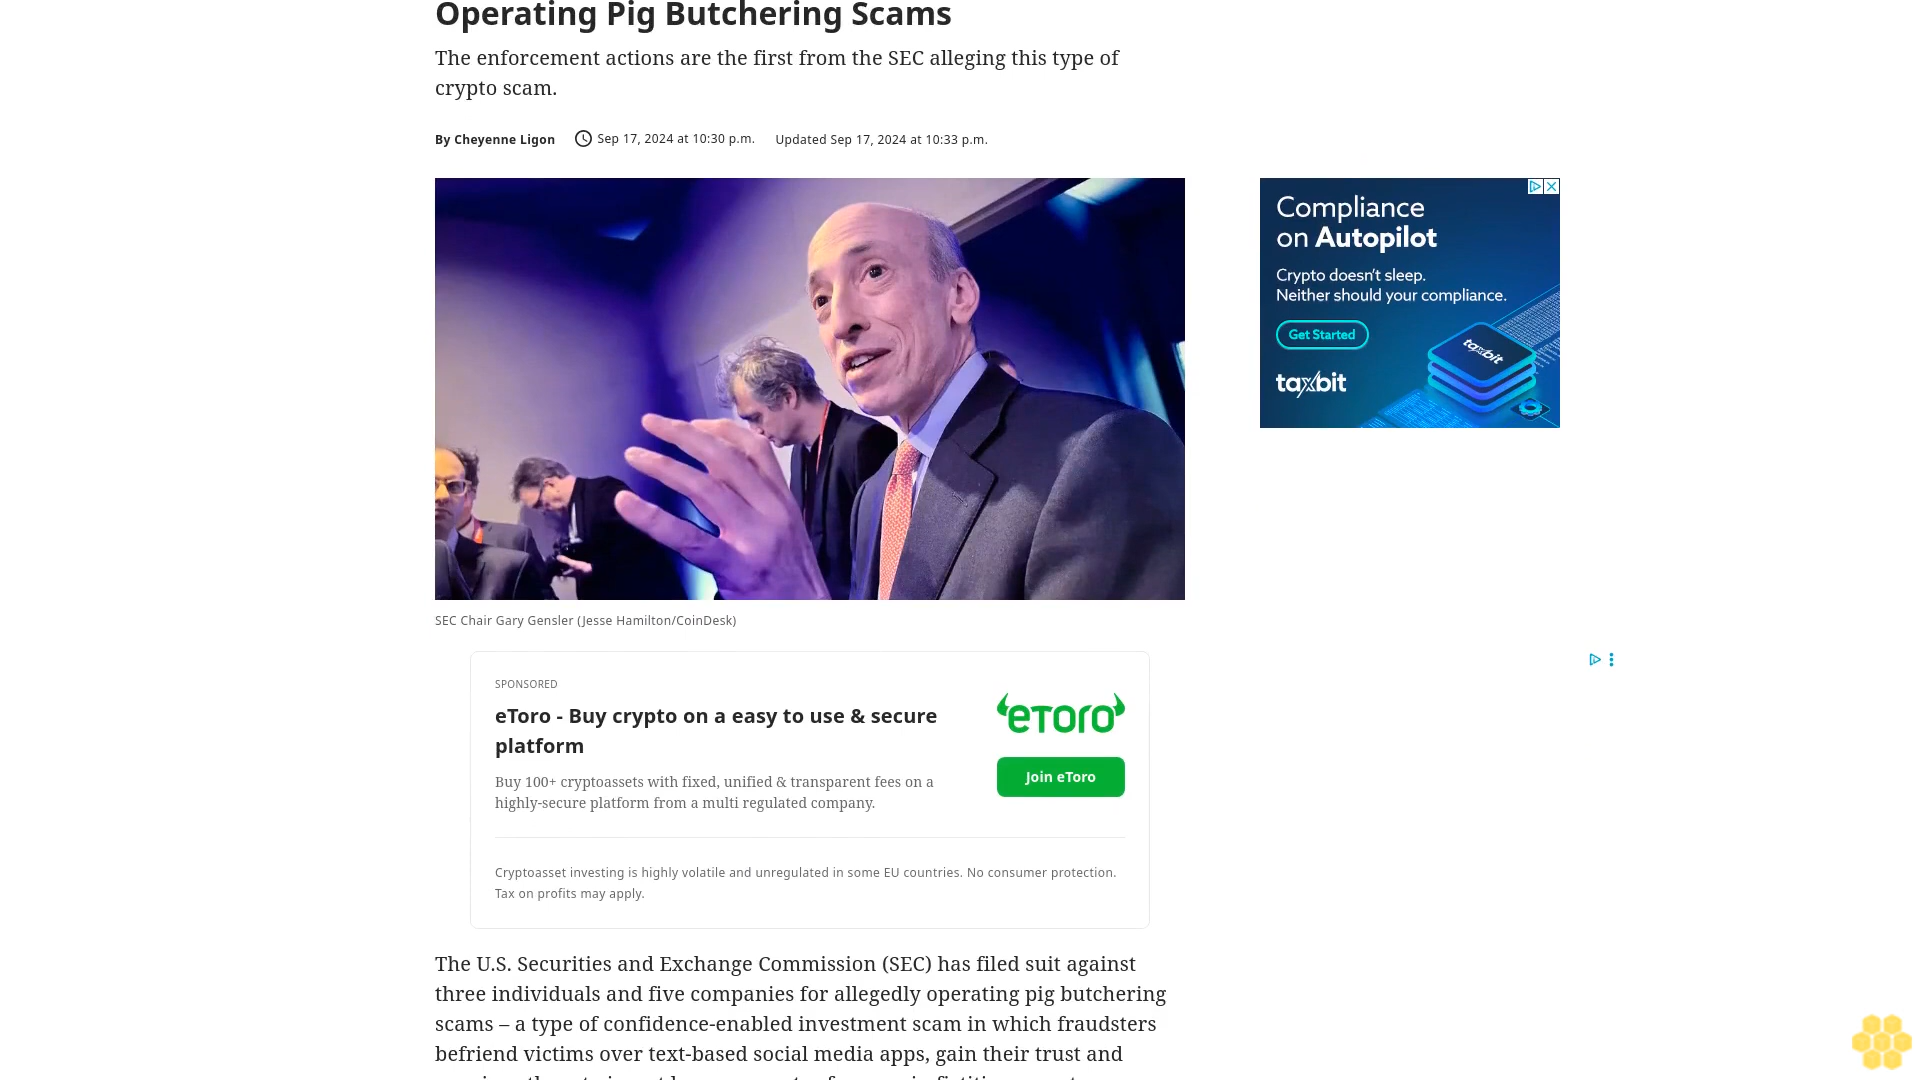 Operating Pig Butchering Scams
The enforcement actions are the first from the SEC alleging this type of
crypto scam.
By Cheyenne Ligon
Sep 17, 2024 at 10:30 p.m.
Updated Sep 17, 2024 at 10:33 p.m.
Compliance
on Autopilot
Crypto doesn't sleep.
Neither should your compliance.
Get Started
taxbit
taxbit
SEC Chair Gary Gensler (Jesse Hamilton/CoinDesk)
SPONSORED
eToro - Buy crypto on a easy to use & secure
platform
Buy 100+ cryptoassets with fixed, unified & transparent fees on a
highly-secure platform from a multi regulated company.
eToro
Join eToro
Cryptoasset investing is highly volatile and unregulated in some EU countries. No consumer protection.
Tax on profits may apply.
The U.S. Securities and Exchange Commission (SEC) has filed suit against
three individuals and five companies for allegedly operating pig butchering
scams – a type of confidence-enabled investment scam in which fraudsters
befriend victims over text-based social media apps, gain their trust and